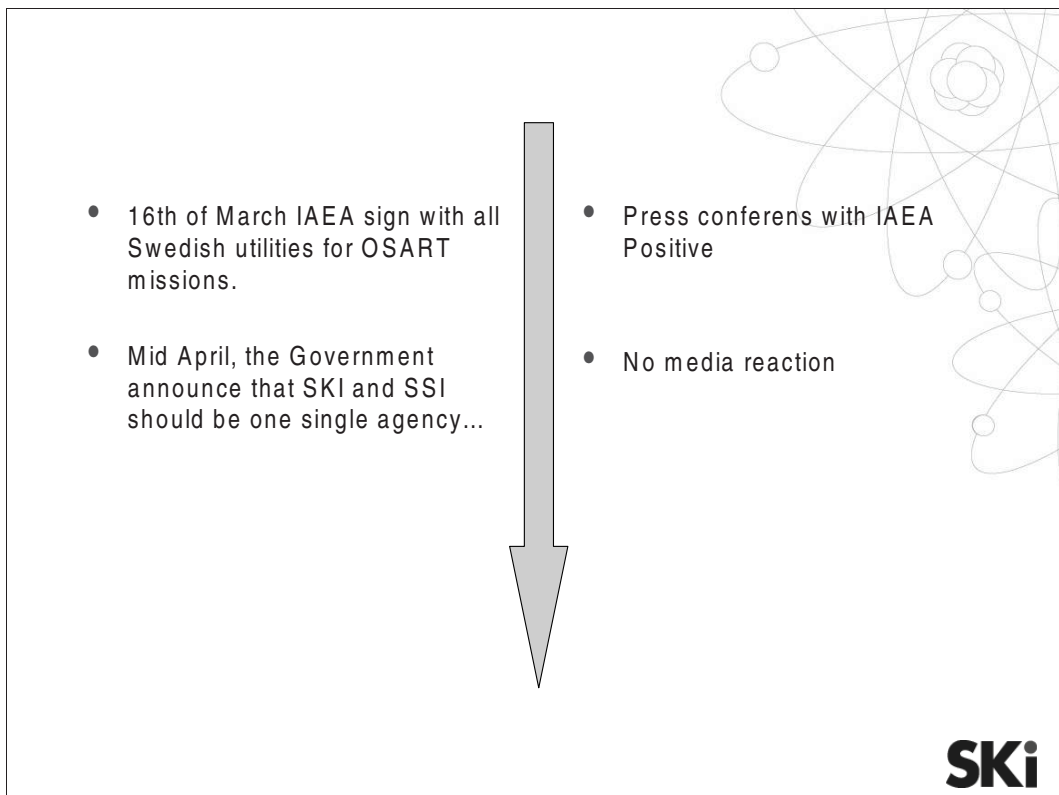 • 16th of March IAEA sign with all
Swedish utilities for OSART
missions.
• Mid April, the Government
announce that SKI and SSI
should be one single agency...
• Press conferens with IAEA
Positive
• No media reaction
SKi